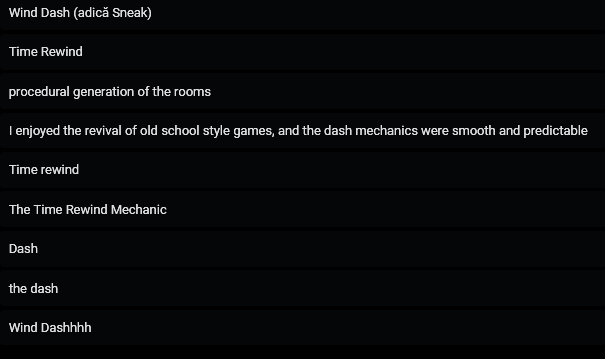 Wind Dash (adică Sneak)
Time Rewind
procedural generation of the rooms
I enjoyed the revival of old school style games, and the dash mechanics were smooth and predictable
Time rewind
The Time Rewind Mechanic
Dash
the dash
Wind Dashhhh